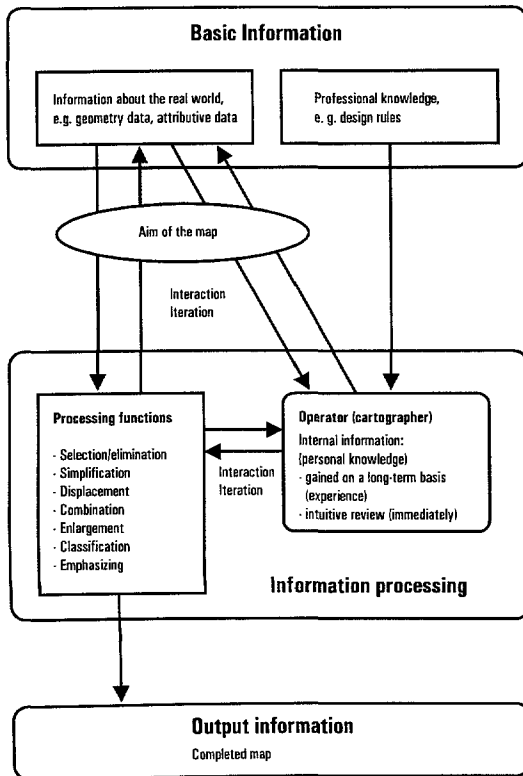 Basic Information
Information about the real world,
e.g. geometry data, attributive data
Professional knowledge,
e. g. design rules
Aim of the map
Interaction
Iteration
Processing functions
- Selection/elimination
- Simplification
- Displacement
- Combination
- Enlargement
- Classification
- Emphasizing
Interaction
Iteration
Operator (cartographer)
Internal information:
(personal knowledge)
- gained on a long-term basis
(experience)
- intuitive review (immediately)
Information processing
Output information
Completed map